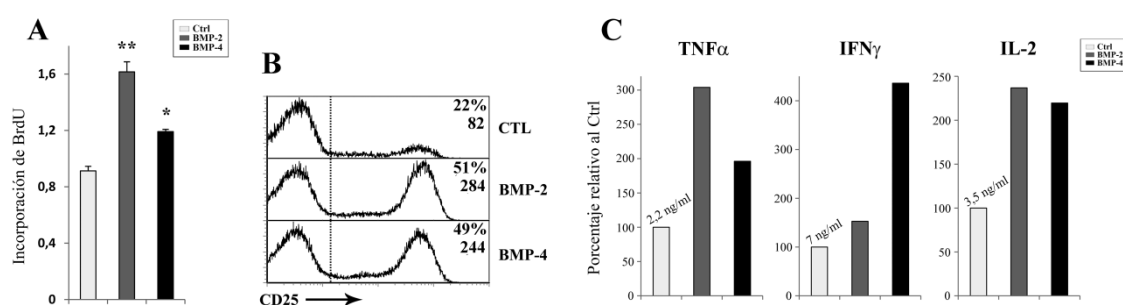 A
Ctrl
BMP-2
BMP-4
Incorporación de BrdU
1,6
1,2
0,8
0,4
0
**
*
B
22%
82
CTL
51%
284
BMP-2
49%
244
BMP-4
CD25
C
Ctrl
BMP-2
BMP-4
Porcentaje relativo al Ctrl
TNFα
300
250
200
150
100
50
0
2,2 ng/ml
IFNγ
400
300
200
100
0
7 ng/ml
IL-2
250
200
150
100
50
0
3,5 ng/ml